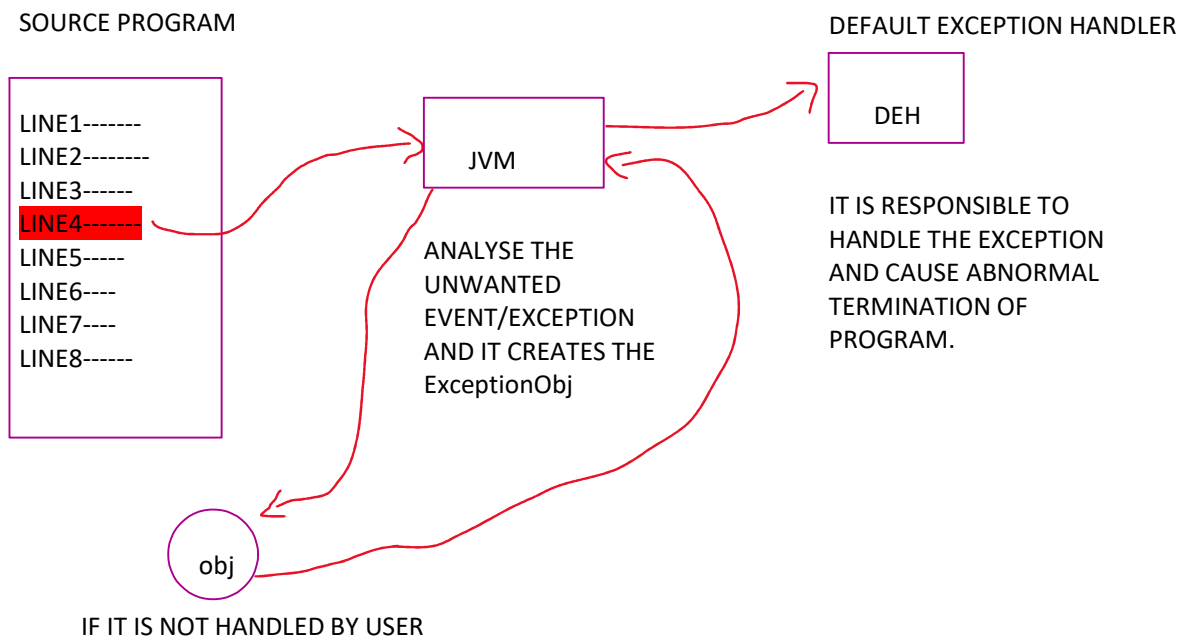 SOURCE PROGRAM
DEFAULT EXCEPTION HANDLER
LINE1-------
LINE2--------
LINE3------
LINE4-------
LINE5-----
LINE6----
LINE7----
LINE8------
JVM
DEH
ANALYSE THE
UNWANTED
EVENT/EXCEPTION
AND IT CREATES THE
ExceptionObj
IT IS RESPONSIBLE TO
HANDLE THE EXCEPTION
AND CAUSE ABNORMAL
TERMINATION OF
PROGRAM.
obj
IF IT IS NOT HANDLED BY USER